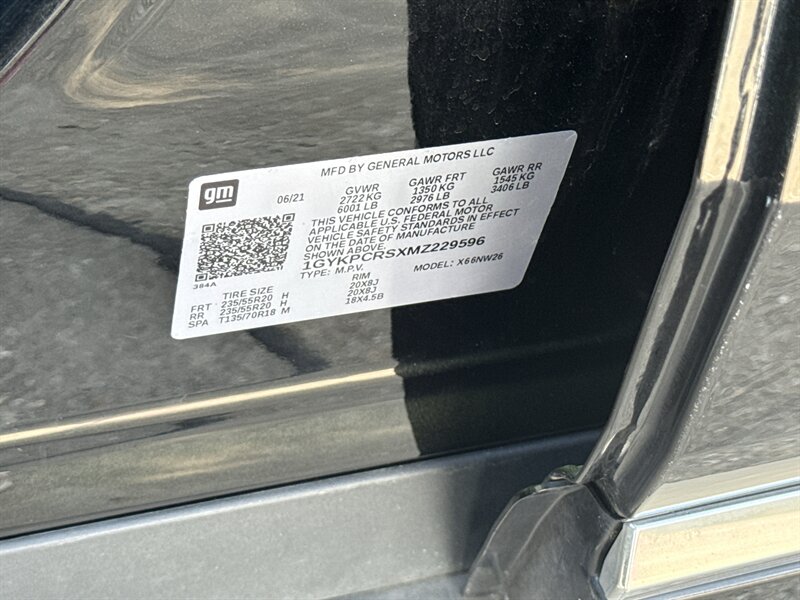 MFD BY GENERAL MOTORS LLC
gm
06/21
GVWR GAWR FRT GAWR RR
2722 KG 1350 KG 1545 KG
6001 LB 2976 LB 3406 LB
THIS VEHICLE CONFORMS TO ALL
APPLICABLE U.S. FEDERAL MOTOR
VEHICLE SAFETY STANDARDS IN EFFECT
ON THE DATE OF MANUFACTURE
SHOWN ABOVE.
1GYKPCRSXMZ229596
TYPE: M.P.V. MODEL: X66NW26
384A
TIRE SIZE RIM
FRT 235/55R20 H 20X8J
RR 235/55R20 H 20X8J
SPA T135/70R18 M 18X4.5B